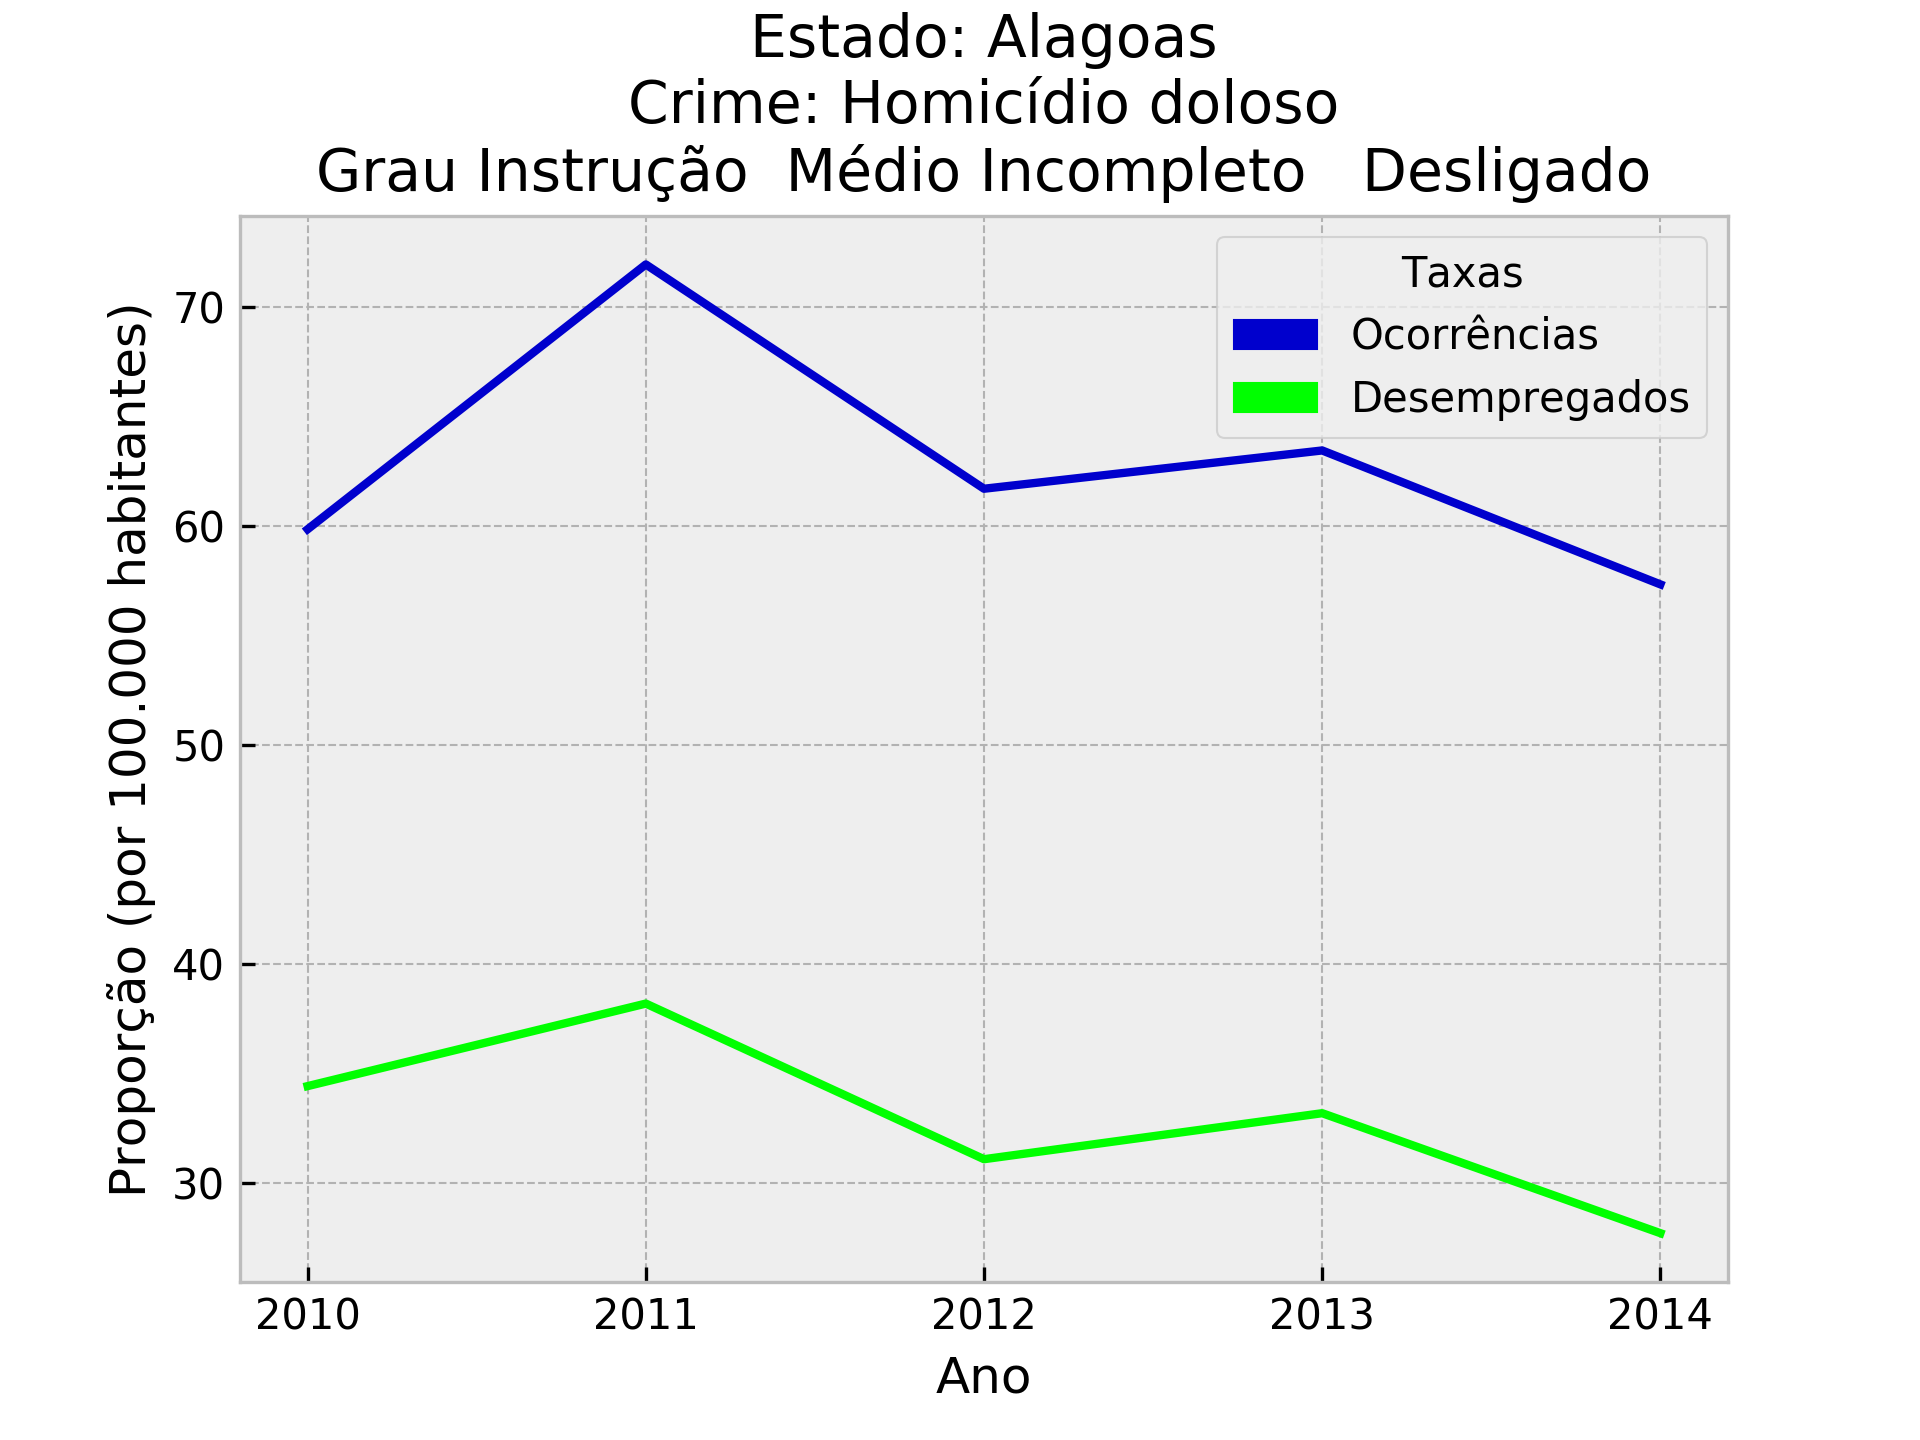 Estado: Alagoas
Crime: Homicídio doloso
Grau Instrução  Médio Incompleto   Desligado
Taxas
Ocorrências
Desempregados
Proporção (por 100.000 habitantes)
70
60
50
40
30
2010 2011 2012 2013 2014
Ano